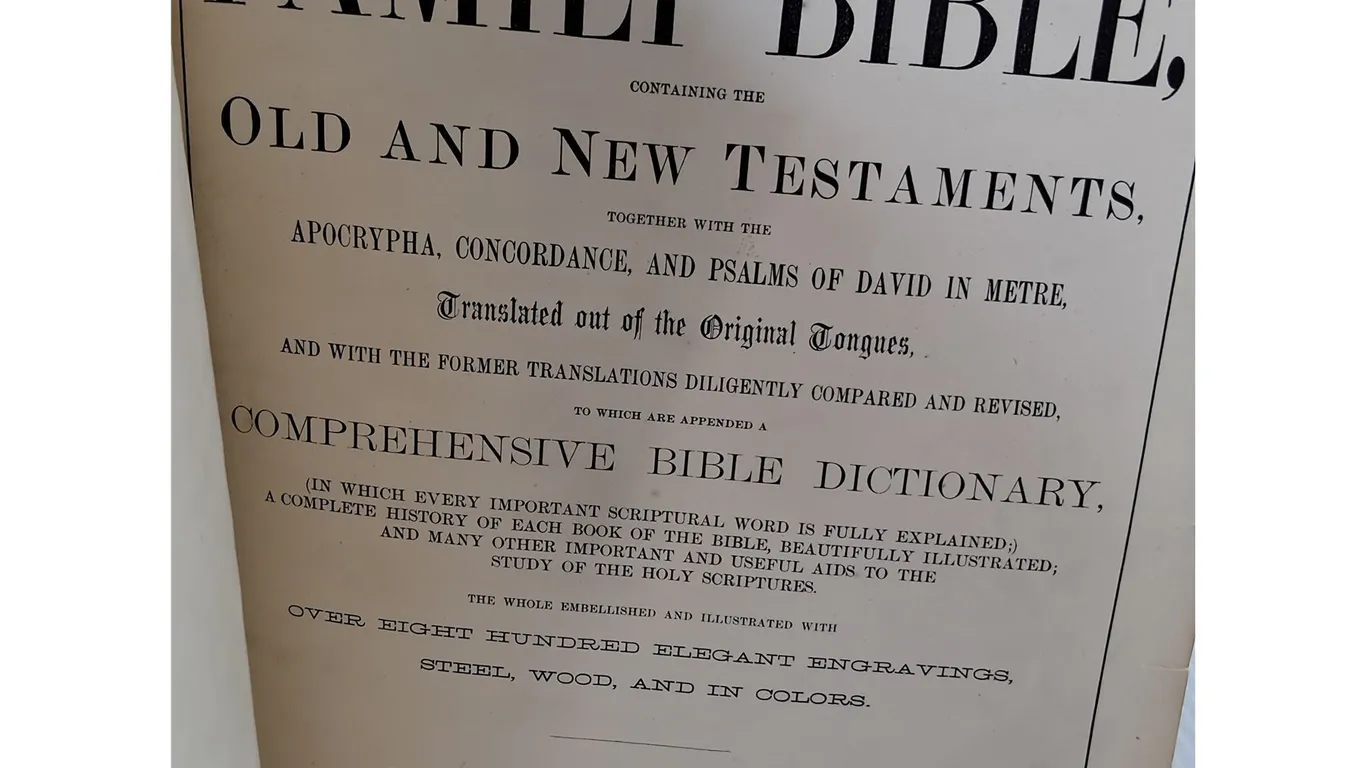 FAMILY BIBLE,
CONTAINING THE
OLD AND NEW TESTAMENTS,
TOGETHER WITH THE
APOCRYPHA, CONCORDANCE, AND PSALMS OF DAVID IN METRE,
Translated out of the Original Tongues,
AND WITH THE FORMER TRANSLATIONS DILIGENTLY COMPARED AND REVISED,
TO WHICH ARE APPENDED A
COMPREHENSIVE BIBLE DICTIONARY,
(IN WHICH EVERY IMPORTANT SCRIPTURAL WORD IS FULLY EXPLAINED;)
A COMPLETE HISTORY OF EACH BOOK OF THE BIBLE, BEAUTIFULLY ILLUSTRATED;
AND MANY OTHER IMPORTANT AND USEFUL AIDS TO THE
STUDY OF THE HOLY SCRIPTURES.
THE WHOLE EMBELLISHED AND ILLUSTRATED WITH
OVER EIGHT HUNDRED ELEGANT ENGRAVINGS,
STEEL, WOOD, AND IN COLORS.